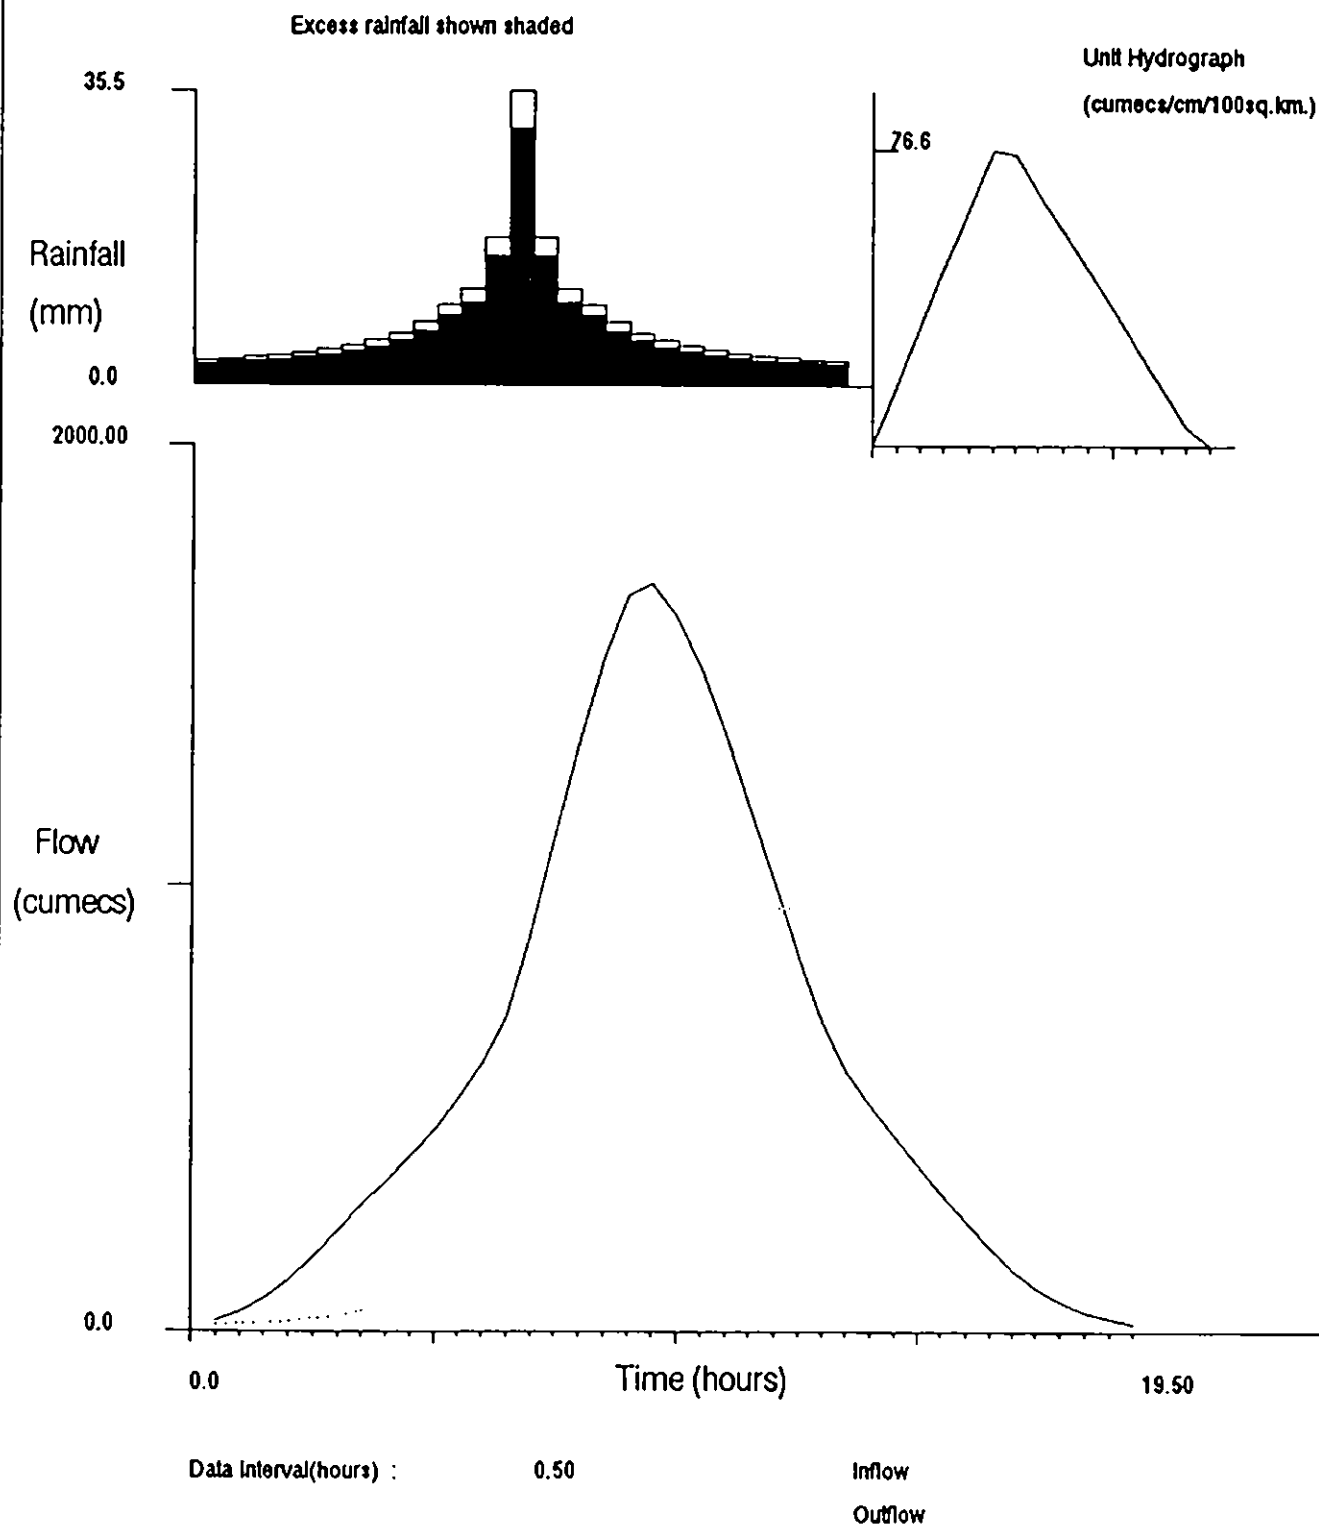 Excess rainfall shown shaded
Unit Hydrograph
(cumecs/cm/100sq.km.)
35.5
76.6
Rainfall
(mm)
0.0
2000.00
Flow
(cumecs)
0.0
0.0
Time (hours)
19.50
Data Interval(hours) :
0.50
Inflow
Outflow